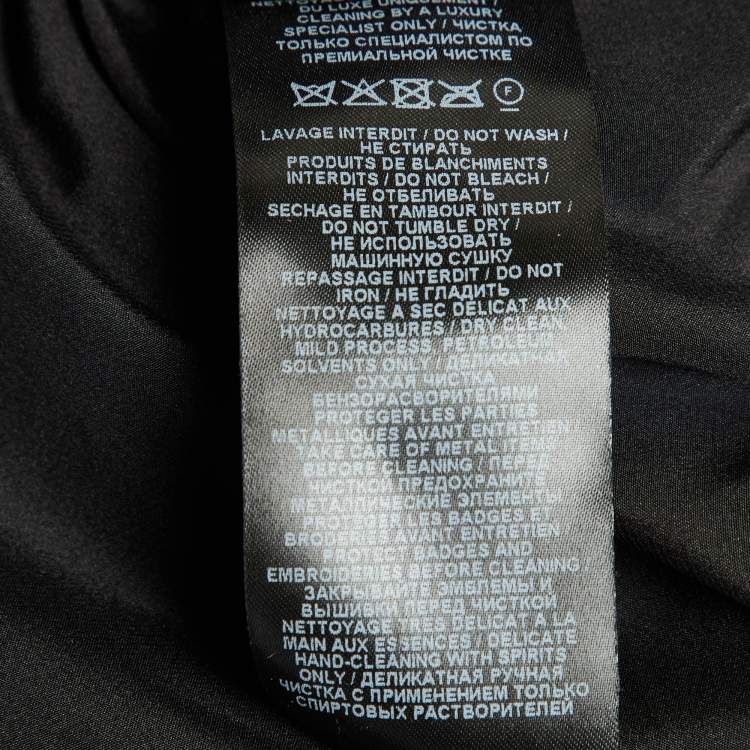 DU LUXE UNIQUEMENT /
CLEANING BY A LUXURY
SPECIALIST ONLY / ЧИСТКА
ТОЛЬКО СПЕЦИАЛИСТОМ ПО
ПРЕМИАЛЬНОЙ ЧИСТКЕ
F
LAVAGE INTERDIT / DO NOT WASH /
НЕ СТИРАТЬ
PRODUITS DE BLANCHIMENTS
INTERDITS / DO NOT BLEACH /
НЕ ОТБЕЛИВАТЬ
SECHAGE EN TAMBOUR INTERDIT /
DO NOT TUMBLE DRY /
НЕ ИСПОЛЬЗОВАТЬ
МАШИННУЮ СУШКУ
REPASSAGE INTERDIT / DO NOT
IRON / НЕ ГЛАДИТЬ
NETTOYAGE A SEC DELICAT AUX
HYDROCARBURES / DRY CLEAN,
MILD PROCESS, PETROLEUM
SOLVENTS ONLY / ДЕЛИКАТНАЯ
СУХАЯ ЧИСТКА
БЕНЗОРАСВОРИТЕЛЯМИ
PROTEGER LES PARTIES
METALLIQUES AVANT ENTRETIEN /
TAKE CARE OF METAL ITEMS
BEFORE CLEANING / ПЕРЕД
ЧИСТКОЙ ПРЕДОХРАНИТЕ
МЕТАЛЛИЧЕСКИЕ ЭЛЕМЕНТЫ
PROTEGER LES BADGES ET
BRODERIES AVANT ENTRETIEN
PROTECT BADGES AND
EMBROIDERIES BEFORE CLEANING /
ЗАКРЫВАЙТЕ ЭМБЛЕМЫ И
ВЫШИВКИ ПЕРЕД ЧИСТКОЙ
NETTOYAGE TRES DELICAT A LA
MAIN AUX ESSENCES / DELICATE
HAND-CLEANING WITH SPIRITS
ONLY / ДЕЛИКАТНАЯ РУЧНАЯ
ЧИСТКА С ПРИМЕНЕНИЕМ ТОЛЬКО
СПИРТОВЫХ РАСТВОРИТЕЛЕЙ